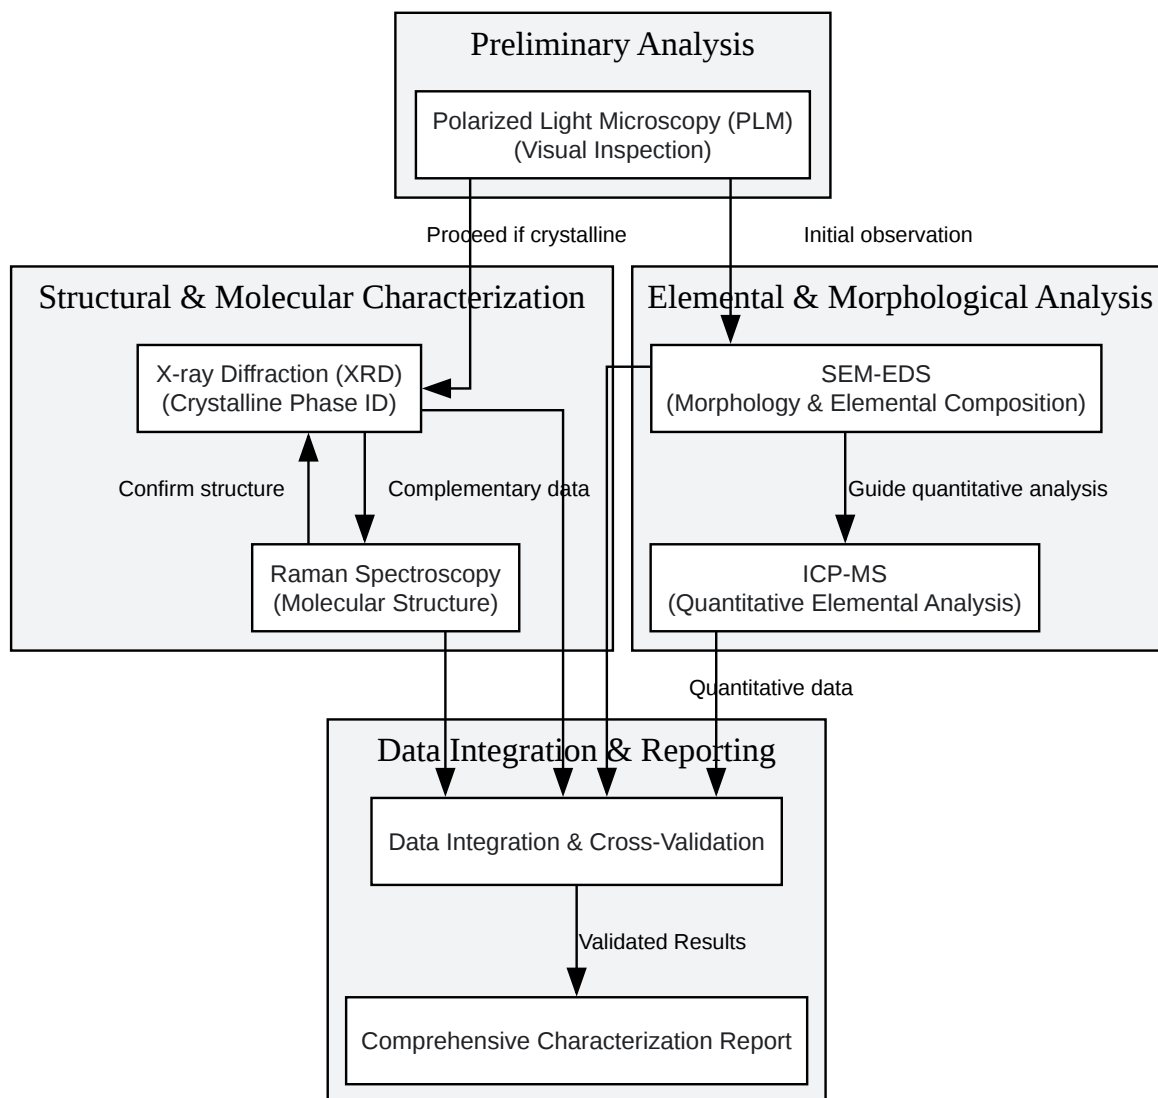 Preliminary Analysis
Polarized Light Microscopy (PLM)
(Visual Inspection)
Proceed if crystalline
Initial observation
Structural & Molecular Characterization
Elemental & Morphological Analysis
X-ray Diffraction (XRD)
(Crystalline Phase ID)
SEM-EDS
(Morphology & Elemental Composition)
Confirm structure
Complementary data
Guide quantitative analysis
Raman Spectroscopy
(Molecular Structure)
ICP-MS
(Quantitative Elemental Analysis)
Quantitative data
Data Integration & Reporting
Data Integration & Cross-Validation
Validated Results
Comprehensive Characterization Report